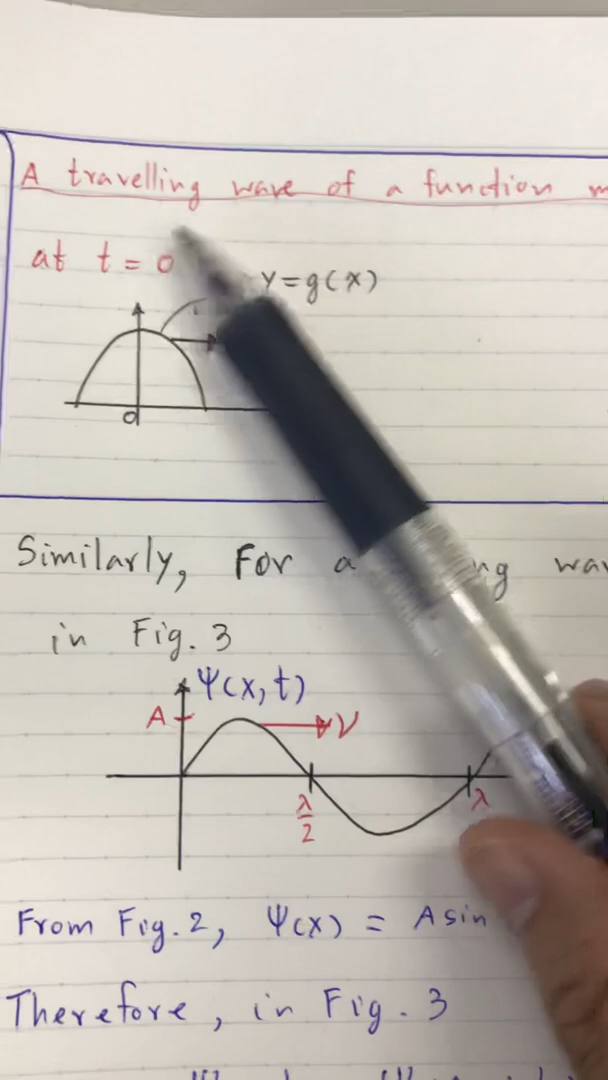 A travelling wave of a function
at t = 0
y = g(x)
0
Similarly, For a
in Fig. 3
Ψ(x,t)
A
ν
λ/2
λ
From Fig. 2, Ψ(x) = A sin
Therefore, in Fig. 3